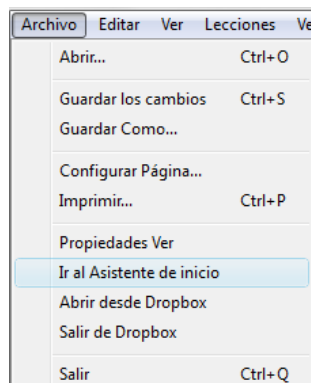 Archivo Editar Ver Lecciones Ve
Abrir... Ctrl+O
Guardar los cambios Ctrl+S
Guardar Como...
Configurar Página...
Imprimir... Ctrl+P
Propiedades Ver
Ir al Asistente de inicio
Abrir desde Dropbox
Salir de Dropbox
Salir Ctrl+Q